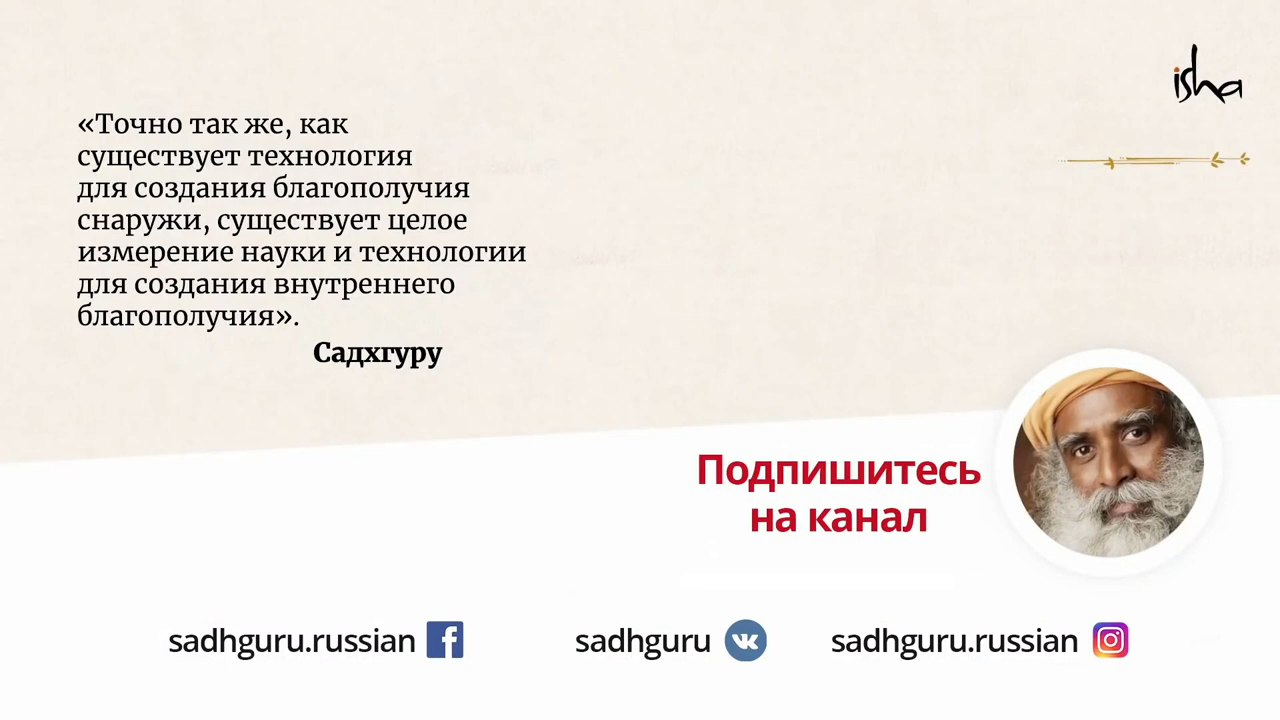 isha
«Точно так же, как
существует технология
для создания благополучия
снаружи, существует целое
измерение науки и технологии
для создания внутреннего
благополучия».
Садхгуру
Подпишитесь
на канал
sadhguru.russian
sadhguru
sadhguru.russian